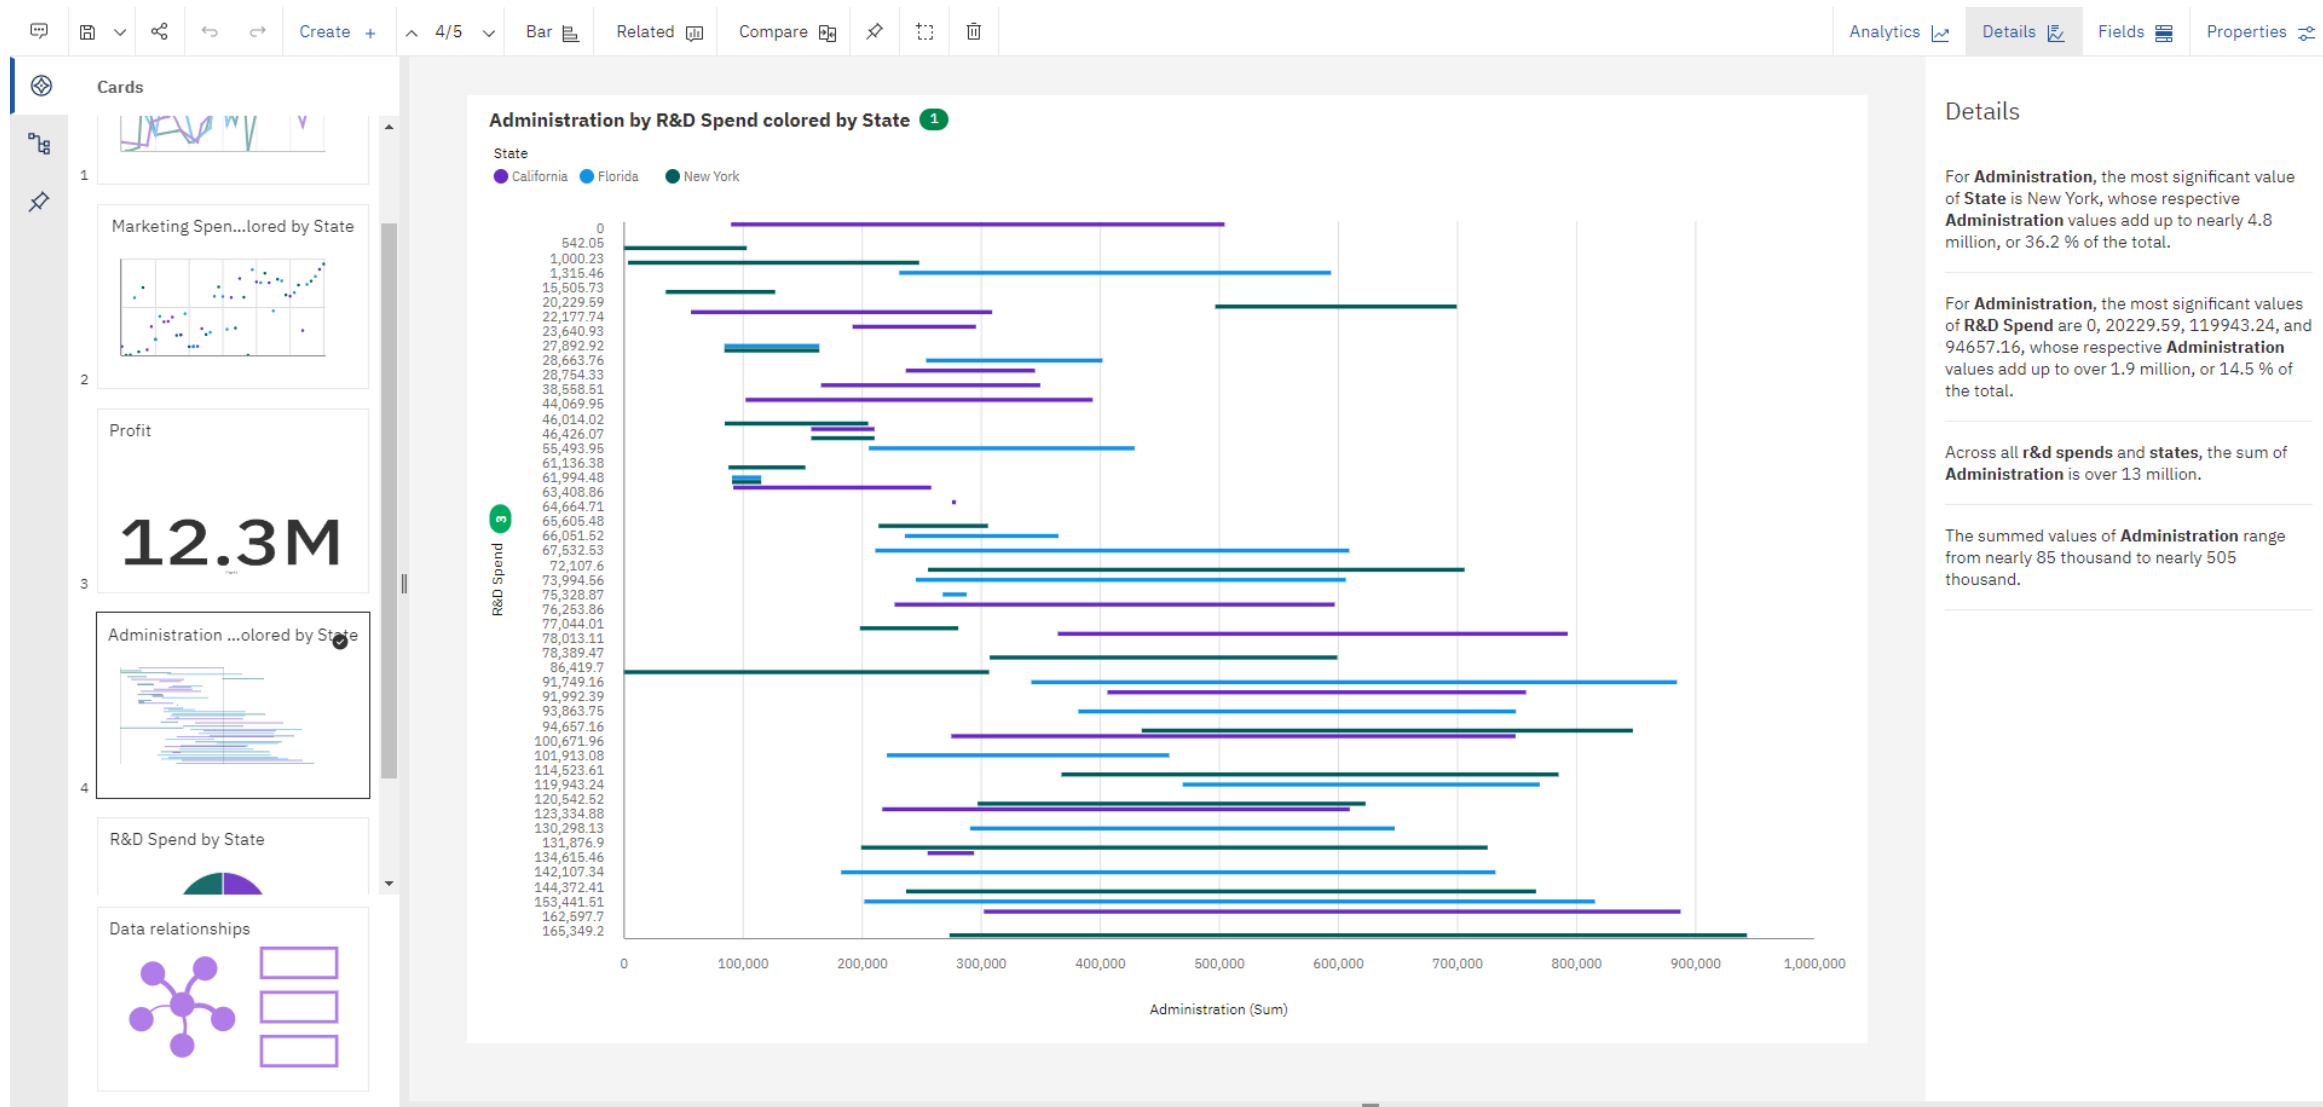 Create +
4/5
Bar
Related
Compare
Analytics
Details
Fields
Properties
Cards
1
Marketing Spen...lored by State
2
Profit
12.3M
3
Administration ...olored by State
4
R&D Spend by State
Data relationships
Administration by R&D Spend colored by State 1
State
California
Florida
New York
R&D Spend 3
0
542.05
1,000.23
1,315.46
15,505.73
20,229.59
22,177.74
23,640.93
27,892.92
28,663.76
28,754.33
38,558.51
44,069.95
46,014.02
46,426.07
55,493.95
61,136.38
61,994.48
63,408.86
64,664.71
65,605.48
66,051.52
67,532.53
72,107.6
73,994.56
75,328.87
76,253.86
77,044.01
78,013.11
78,389.47
86,419.7
91,749.16
91,992.39
93,863.75
94,657.16
100,671.96
101,913.08
114,523.61
119,943.24
120,542.52
123,334.88
130,298.13
131,876.9
134,615.46
142,107.34
144,372.41
153,441.51
162,597.7
165,349.2
0 100,000 200,000 300,000 400,000 500,000 600,000 700,000 800,000 900,000 1,000,000
Administration (Sum)
Details
For Administration, the most significant value
of State is New York, whose respective
Administration values add up to nearly 4.8
million, or 36.2 % of the total.
For Administration, the most significant values
of R&D Spend are 0, 20229.59, 119943.24, and
94657.16, whose respective Administration
values add up to over 1.9 million, or 14.5 % of
the total.
Across all r&d spends and states, the sum of
Administration is over 13 million.
The summed values of Administration range
from nearly 85 thousand to nearly 505
thousand.